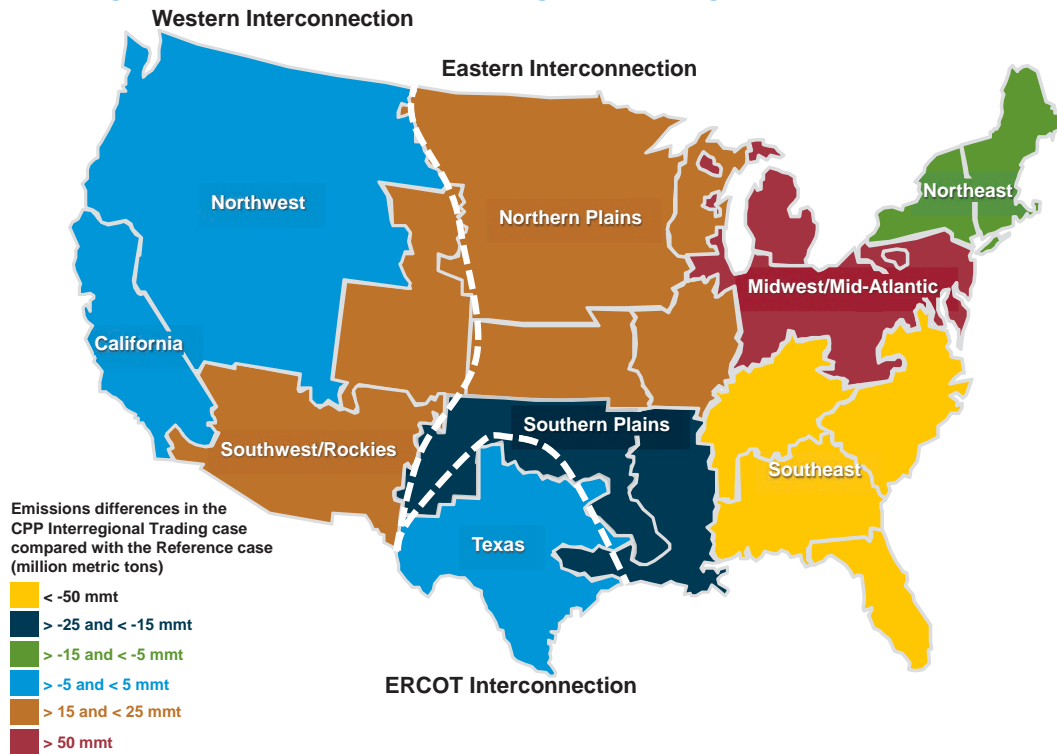 Western Interconnection
Eastern Interconnection
Northwest
Northern Plains
Northeast
Midwest/Mid-Atlantic
California
Southwest/Rockies
Southern Plains
Southeast
Texas
Emissions differences in the
CPP Interregional Trading case
compared with the Reference case
(million metric tons)
< -50 mmt
> -25 and < -15 mmt
> -15 and < -5 mmt
> -5 and < 5 mmt
> 15 and < 25 mmt
> 50 mmt
ERCOT Interconnection